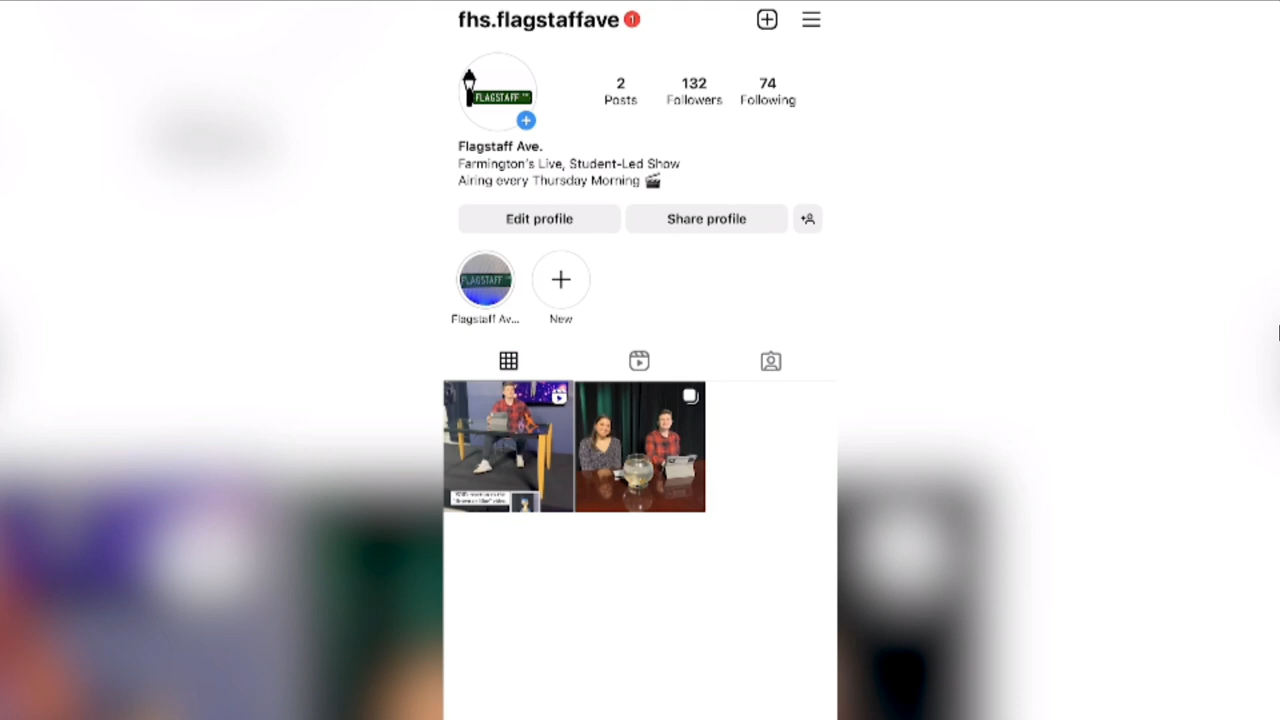 fhs.flagstaffave 1
FLAGSTAFF
2 132 74
Posts Followers Following
Flagstaff Ave.
Farmington's Live, Student-Led Show
Airing every Thursday Morning 🎬
Edit profile Share profile
FLAGSTAFF
Flagstaff Av... New